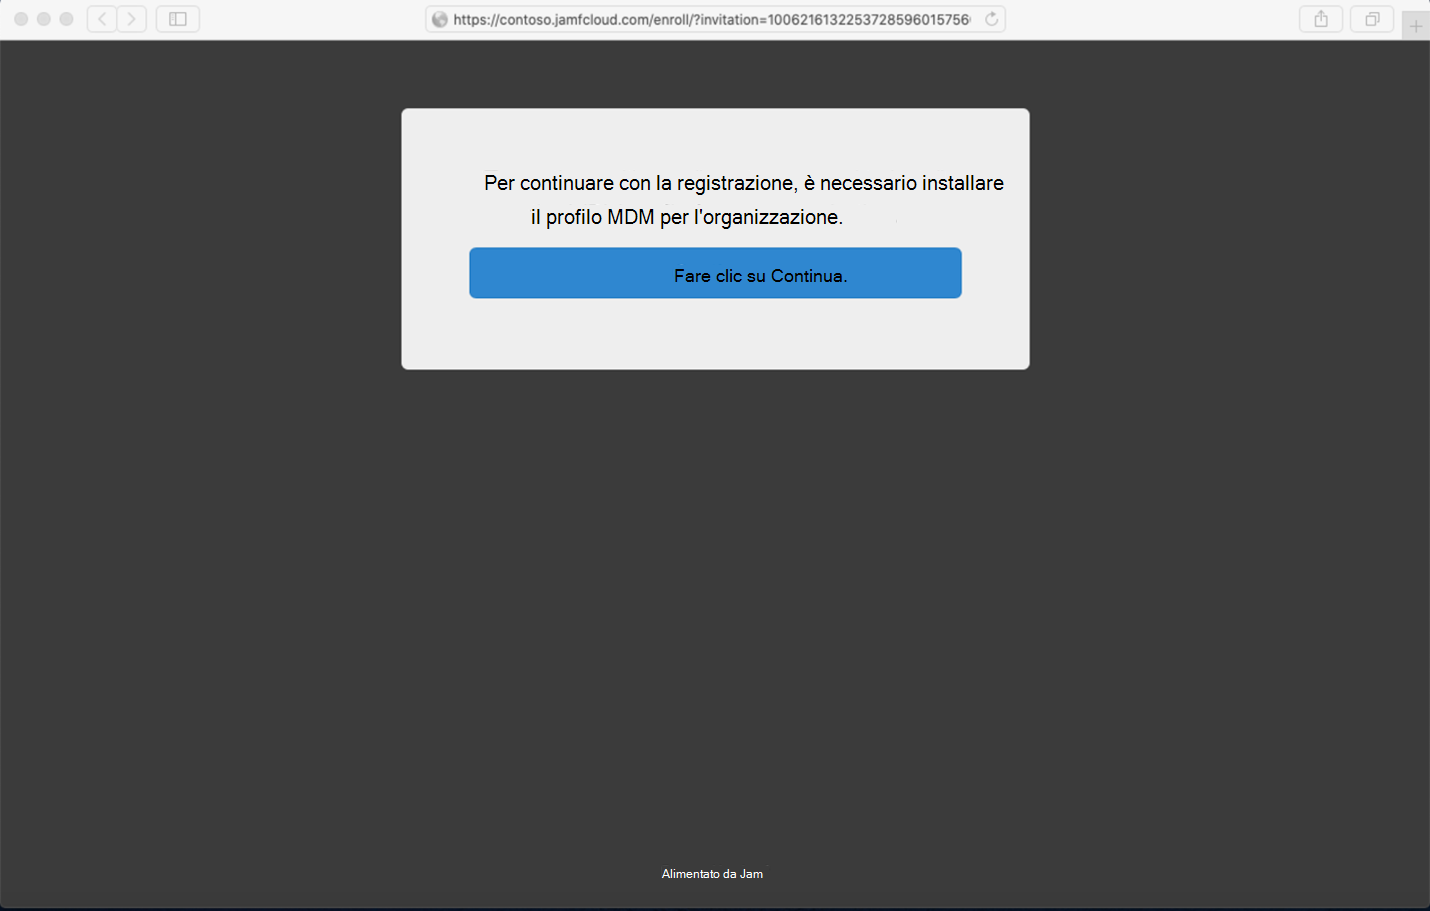 https://contoso.jamfcloud.com/enroll/?invitation=1006216132253728596015756
Per continuare con la registrazione, è necessario installare
il profilo MDM per l'organizzazione.
Fare clic su Continua.
Alimentato da Jam